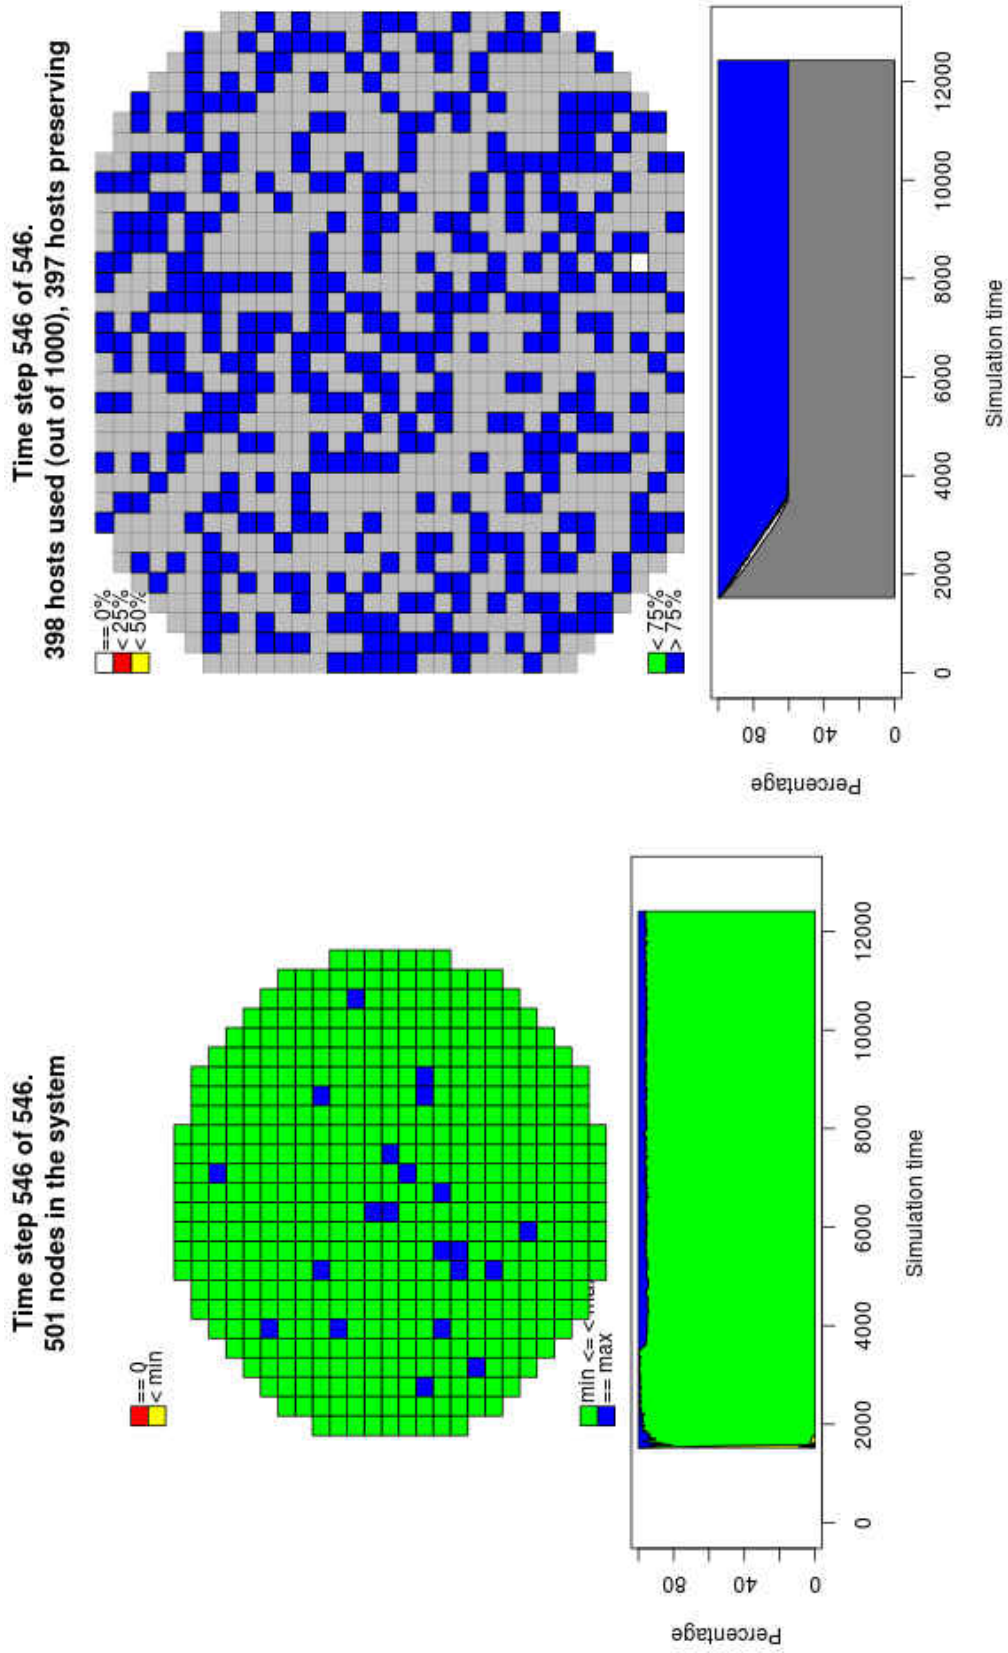 Time step 546 of 546.
398 hosts used (out of 1000), 397 hosts preserving
== 0%
< 25%
< 50%
< 75%
> 75%
Percentage
0
40
80
0
2000
4000
6000
8000
10000
12000
Simulation time
Time step 546 of 546.
501 nodes in the system
== 0
< min
min <= <
== max
Percentage
0
40
80
0
2000
4000
6000
8000
10000
12000
Simulation time